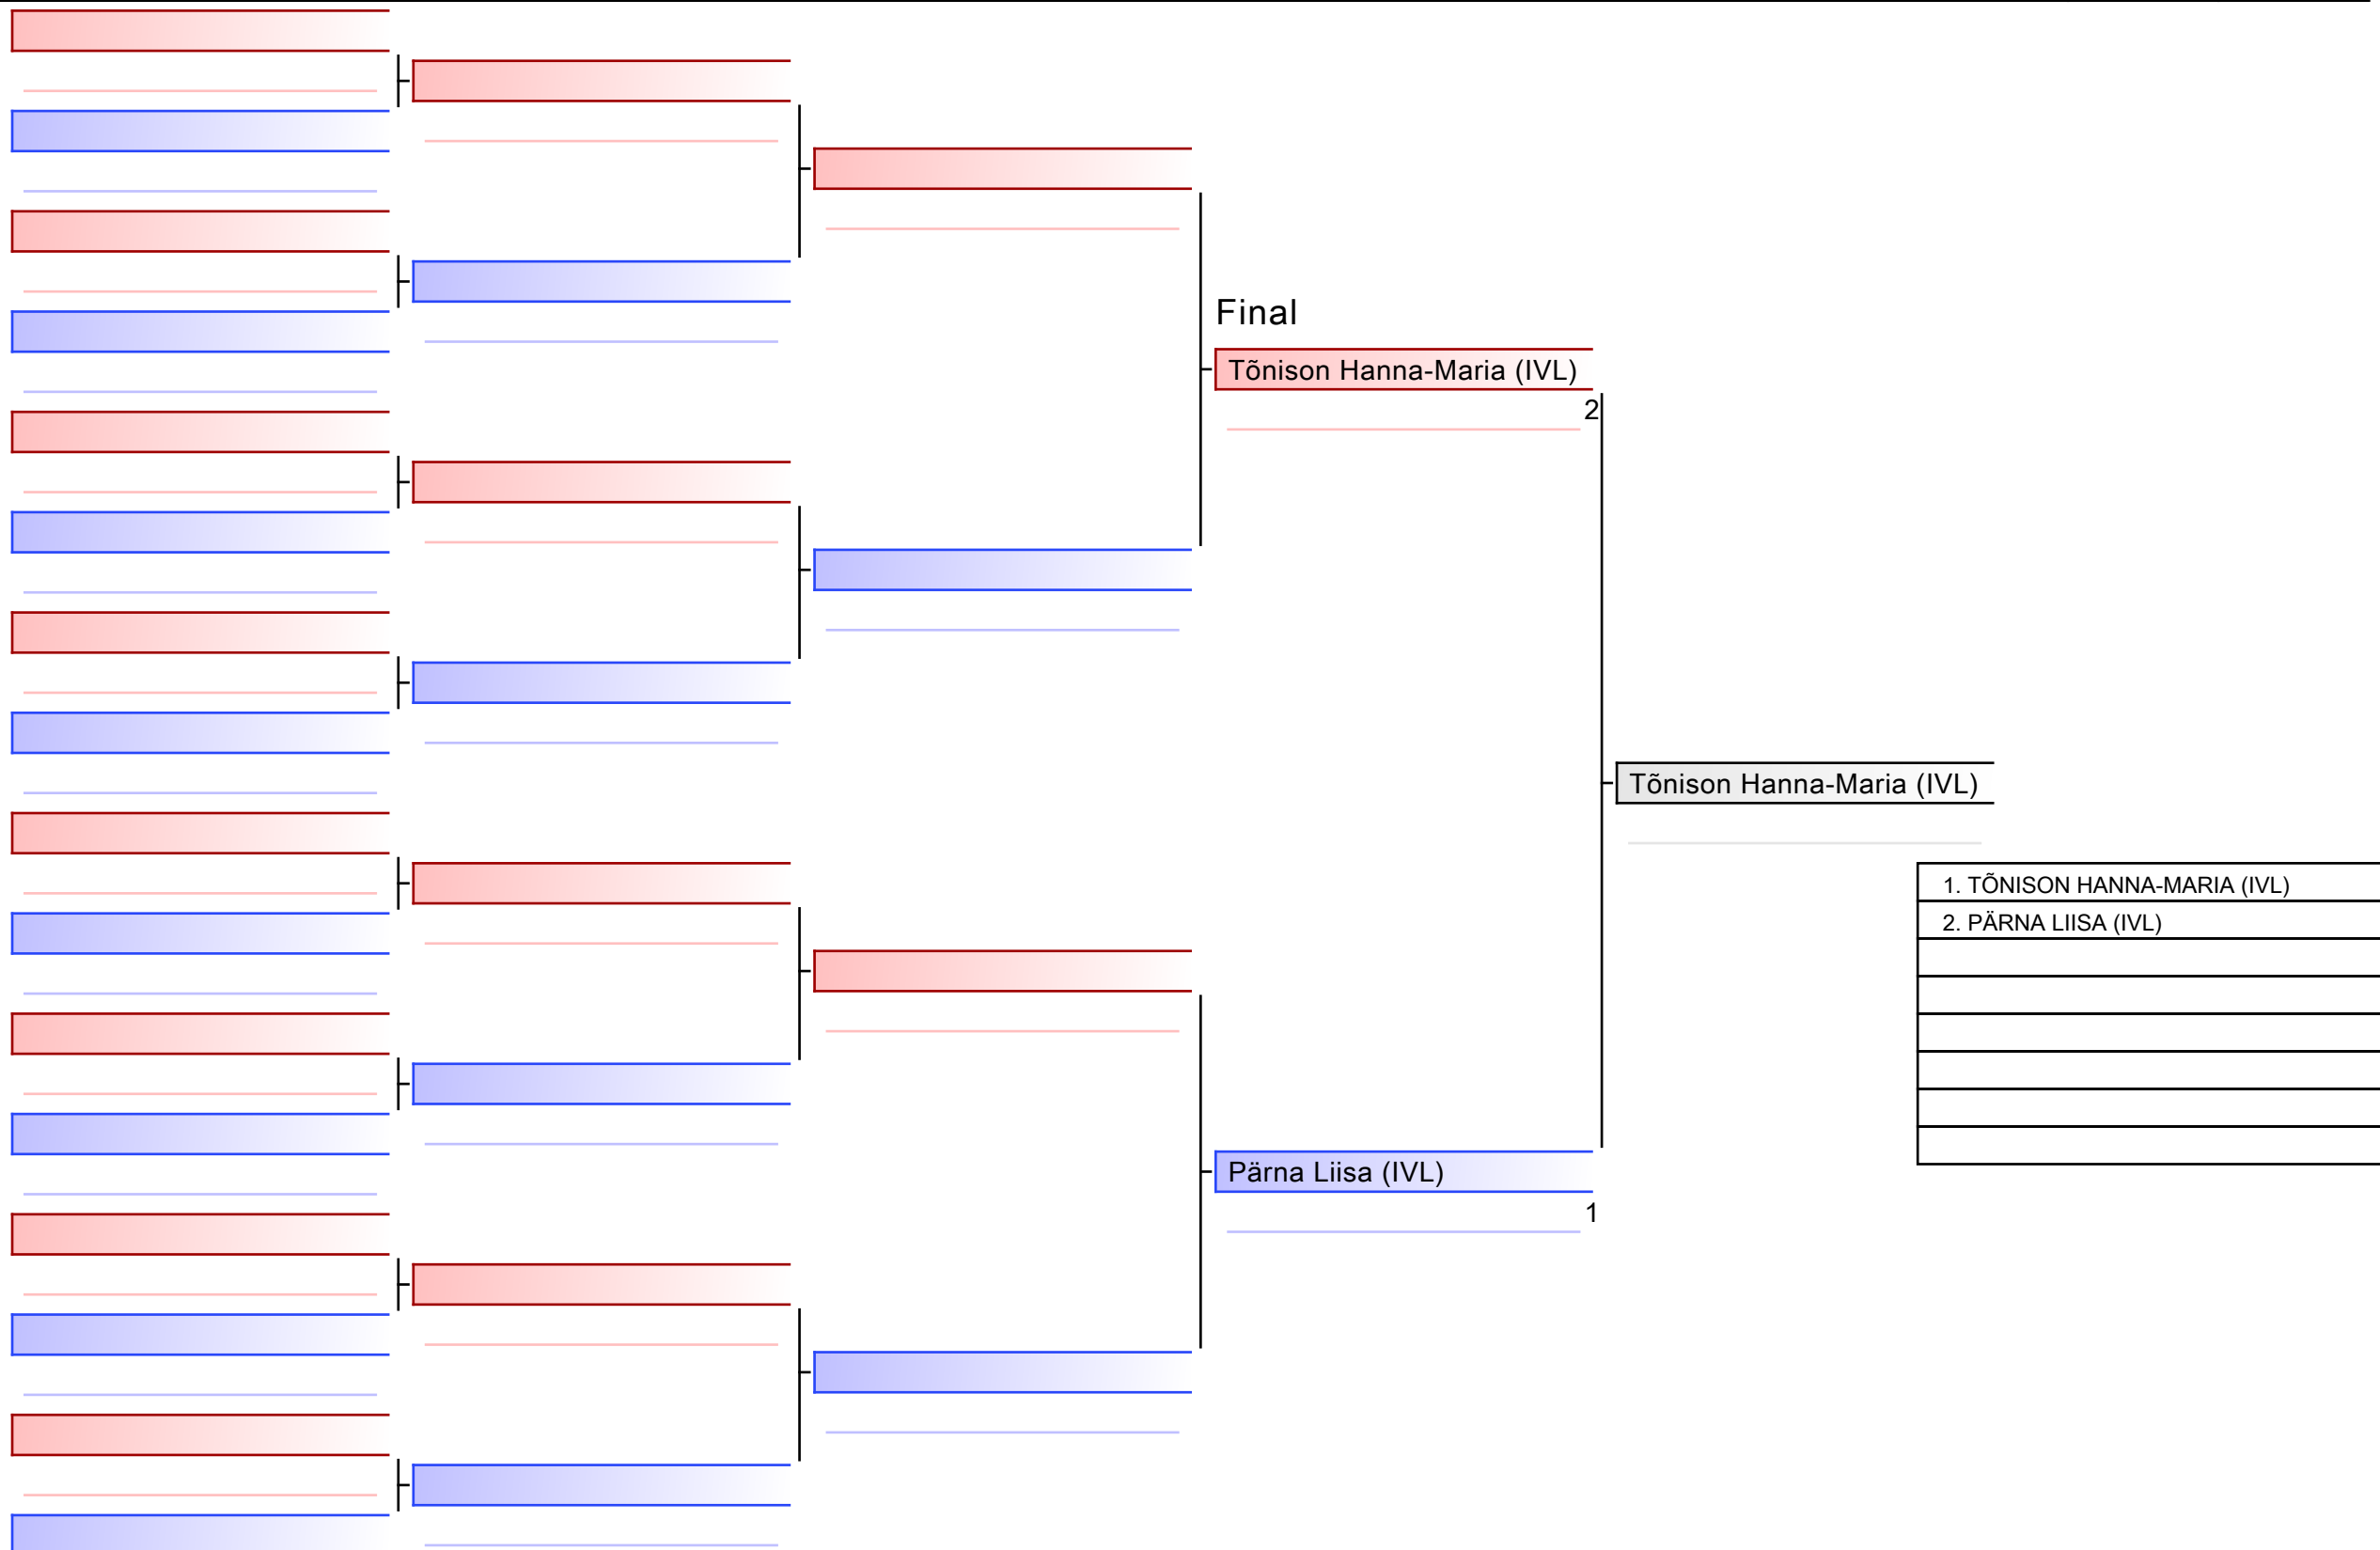 Final
Tõnison Hanna-Maria (IVL)
2
Tõnison Hanna-Maria (IVL)
1. TÕNISON HANNA-MARIA (IVL)
2. PÄRNA LIISA (IVL)
Pärna Liisa (IVL)
1